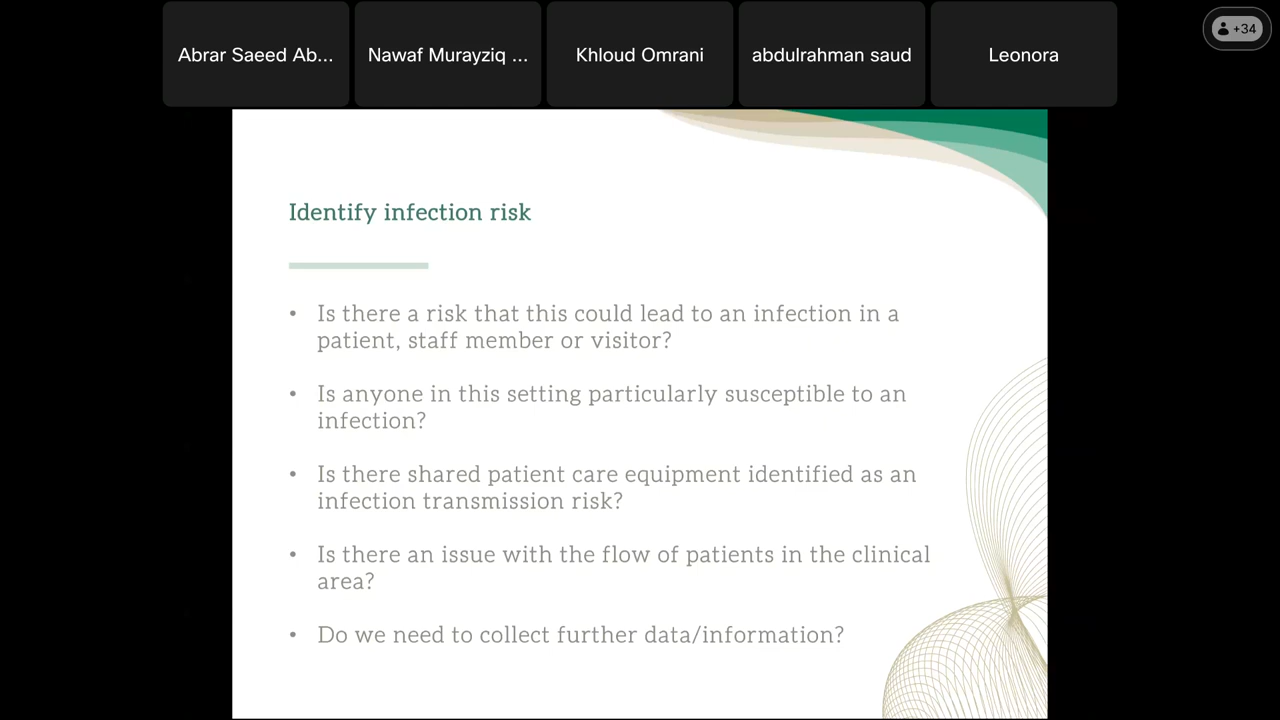 Abrar Saeed Ab...
Nawaf Murayziq ...
Khloud Omrani
abdulrahman saud
Leonora
+34
Identify infection risk
• Is there a risk that this could lead to an infection in a
patient, staff member or visitor?
• Is anyone in this setting particularly susceptible to an
infection?
• Is there shared patient care equipment identified as an
infection transmission risk?
• Is there an issue with the flow of patients in the clinical
area?
• Do we need to collect further data/information?